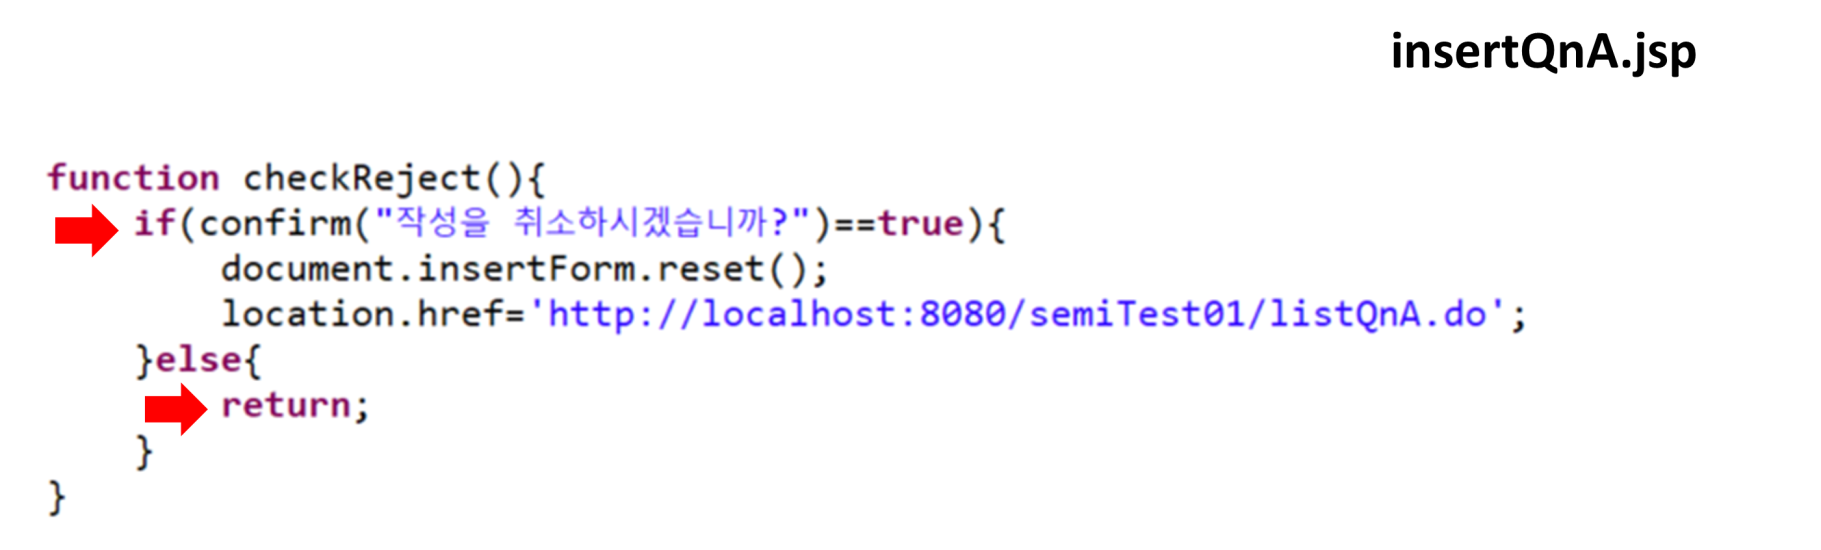 insertQnA.jsp
function checkReject(){
if(confirm("작성을 취소하시겠습니까?")==true){
document.insertForm.reset();
location.href='http://localhost:8080/semiTest01/listQnA.do';
}else{
return;
}
}